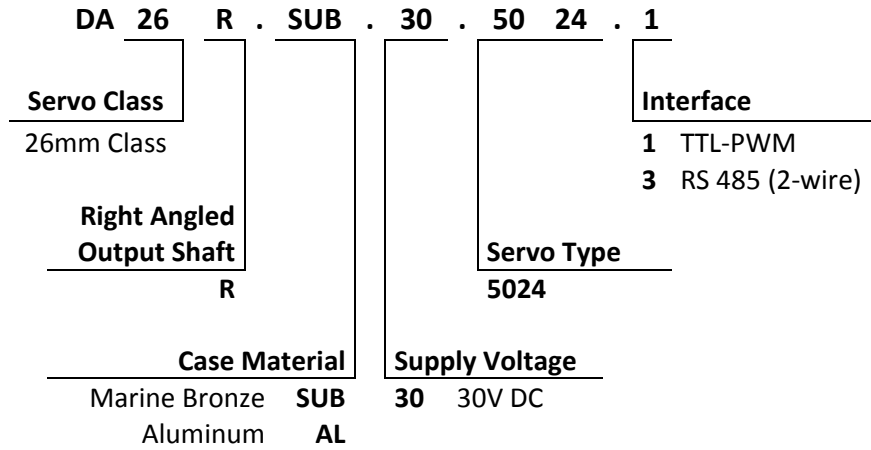 DA 26 R . SUB . 30 . 50 24 . 1
Servo Class
Interface
26mm Class
1 TTL-PWM
3 RS 485 (2-wire)
Right Angled
Output Shaft
Servo Type
R
5024
Case Material
Supply Voltage
Marine Bronze SUB
30 30V DC
Aluminum AL